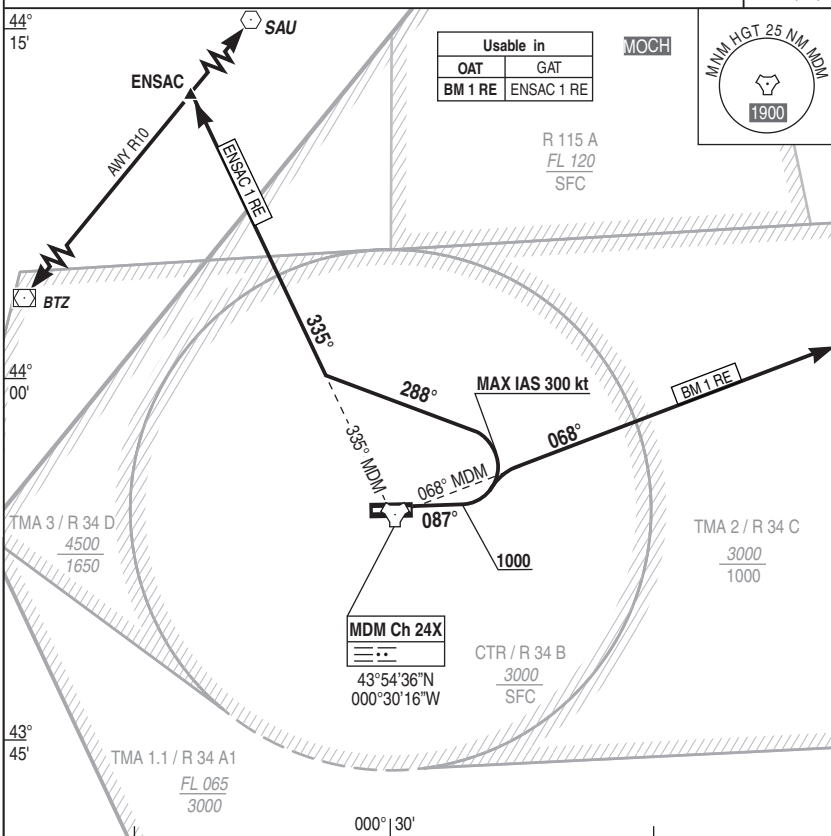 44°
15'
SAU
ENSAC
AWY R10
ENSAC 1 RE
BTZ
Usable in
OAT GAT
BM 1 RE ENSAC 1 RE
MOCH
MNM HGT 25 NM MDM
1900
R 115 A
FL 120
SFC
44°
00'
335°
288°
MAX IAS 300 kt
BM 1 RE
068°
335° MDM
068° MDM
087°
1000
TMA 3 / R 34 D
4500
1650
TMA 2 / R 34 C
3000
1000
MDM Ch 24X
43°54'36"N
000°30'16"W
CTR / R 34 B
3000
SFC
43°
45'
TMA 1.1 / R 34 A1
FL 065
3000
000° 30'